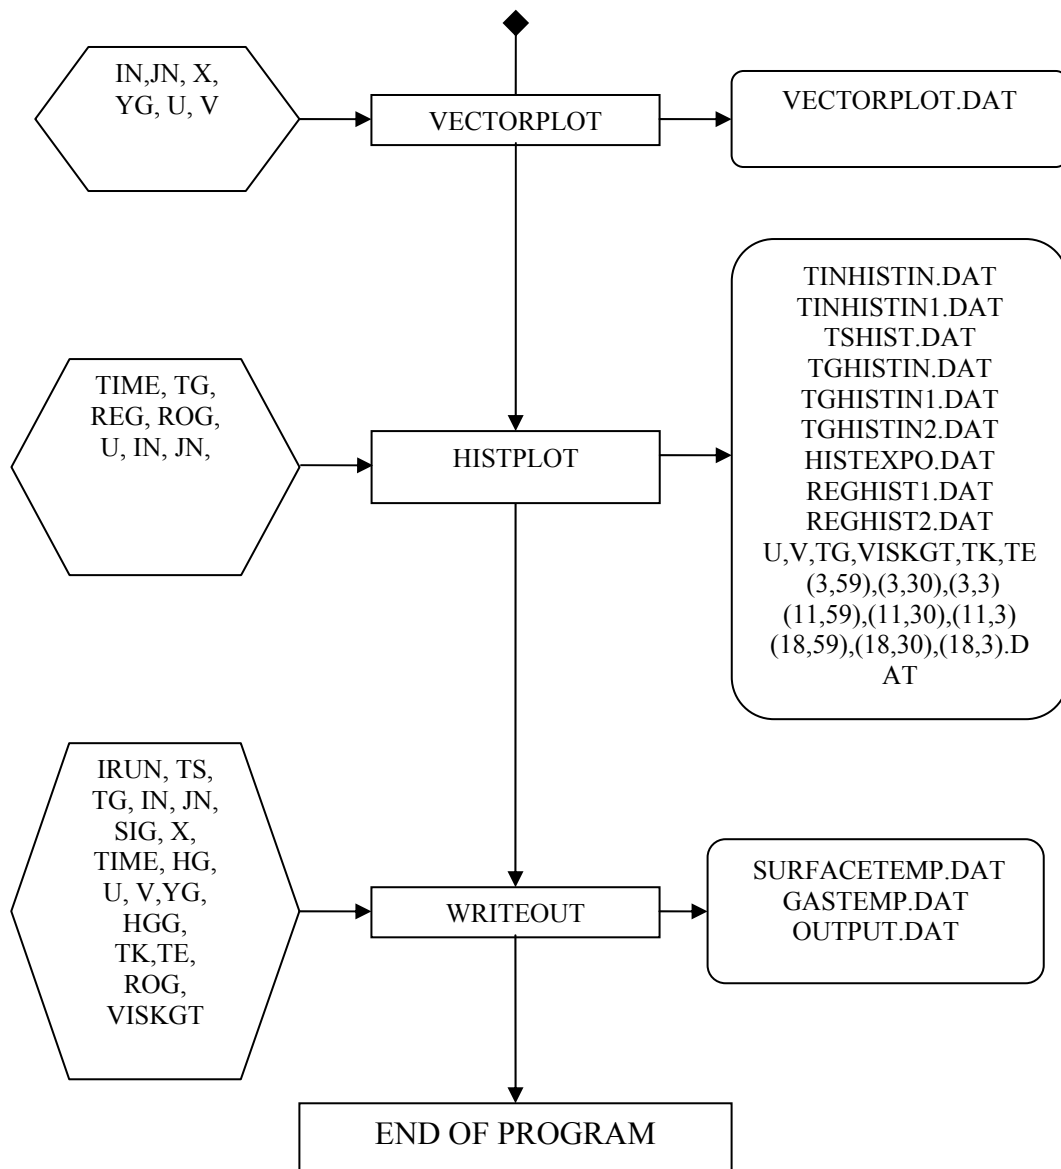 IN,JN, X,
YG, U, V
VECTORPLOT
VECTORPLOT.DAT
TIME, TG,
REG, ROG,
U, IN, JN,
HISTPLOT
TINHISTIN.DAT
TINHISTIN1.DAT
TSHIST.DAT
TGHISTIN.DAT
TGHISTIN1.DAT
TGHISTIN2.DAT
HISTEXPO.DAT
REGHIST1.DAT
REGHIST2.DAT
U,V,TG,VISKGT,TK,TE
(3,59),(3,30),(3,3)
(11,59),(11,30),(11,3)
(18,59),(18,30),(18,3).D
AT
IRUN, TS,
TG, IN, JN,
SIG, X,
TIME, HG,
U, V,YG,
HGG,
TK,TE,
ROG,
VISKGT
WRITEOUT
SURFACETEMP.DAT
GASTEMP.DAT
OUTPUT.DAT
END OF PROGRAM